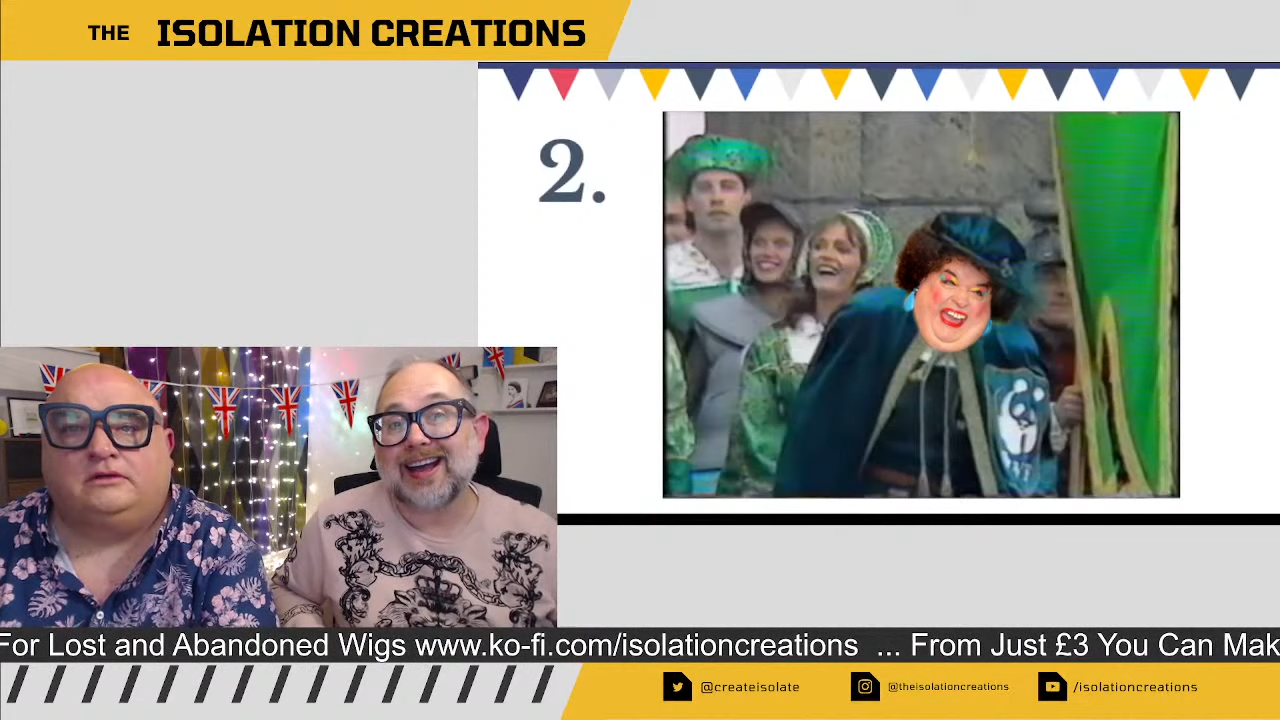 THE ISOLATION CREATIONS
2.
For Lost and Abandoned Wigs www.ko-fi.com/isolationcreations ... From Just £3 You Can Mak
@createisolate @theisolationcreations /isolationcreations